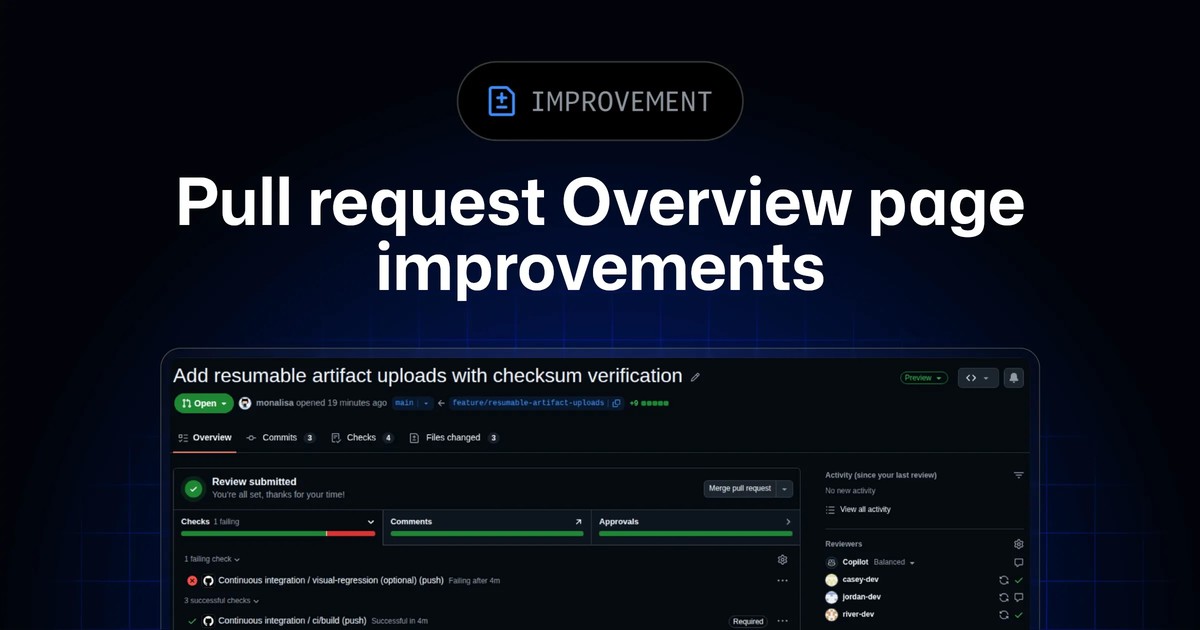 IMPROVEMENT
Pull request Overview page
improvements
Add resumable artifact uploads with checksum verification
Preview
Open monalisa opened 19 minutes ago main ← feature/resumable-artifact-uploads +9
Overview Commits 3 Checks 4 Files changed 3
Review submitted
You're all set, thanks for your time!
Merge pull request
Checks 1 failing
Comments
Approvals
1 failing check
Continuous integration / visual-regression (optional) (push) Failing after 4m
3 successful checks
Continuous integration / ci/build (push) Successful in 4m
Required
Activity (since your last review)
No new activity
View all activity
Reviewers
Copilot Balanced
casey-dev
jordan-dev
river-dev